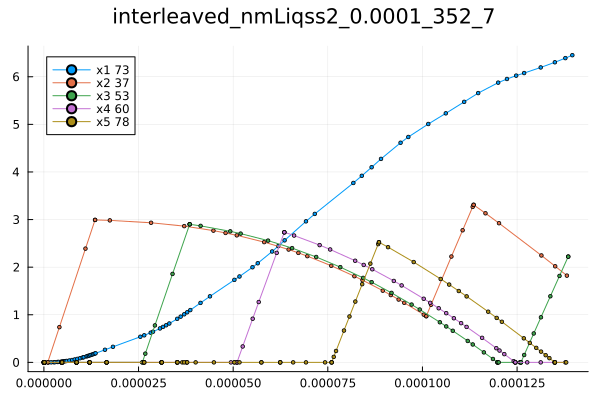 interleaved_nmLiqss2_0.0001_352_7
x1 73
x2 37
x3 53
x4 60
x5 78
6
5
4
3
2
1
0
0.000000 0.000025 0.000050 0.000075 0.000100 0.000125